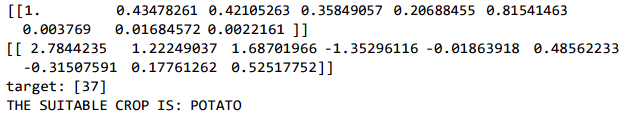 [[1. 0.43478261 0.42105263 0.35849057 0.20688455 0.81541463
0.003769 0.01684572 0.0022161 ]]
[[ 2.7844235 1.22249037 1.68701966 -1.35296116 -0.01863918 0.48562233
-0.31507591 0.17761262 0.52517752]]
target: [37]
THE SUITABLE CROP IS: POTATO